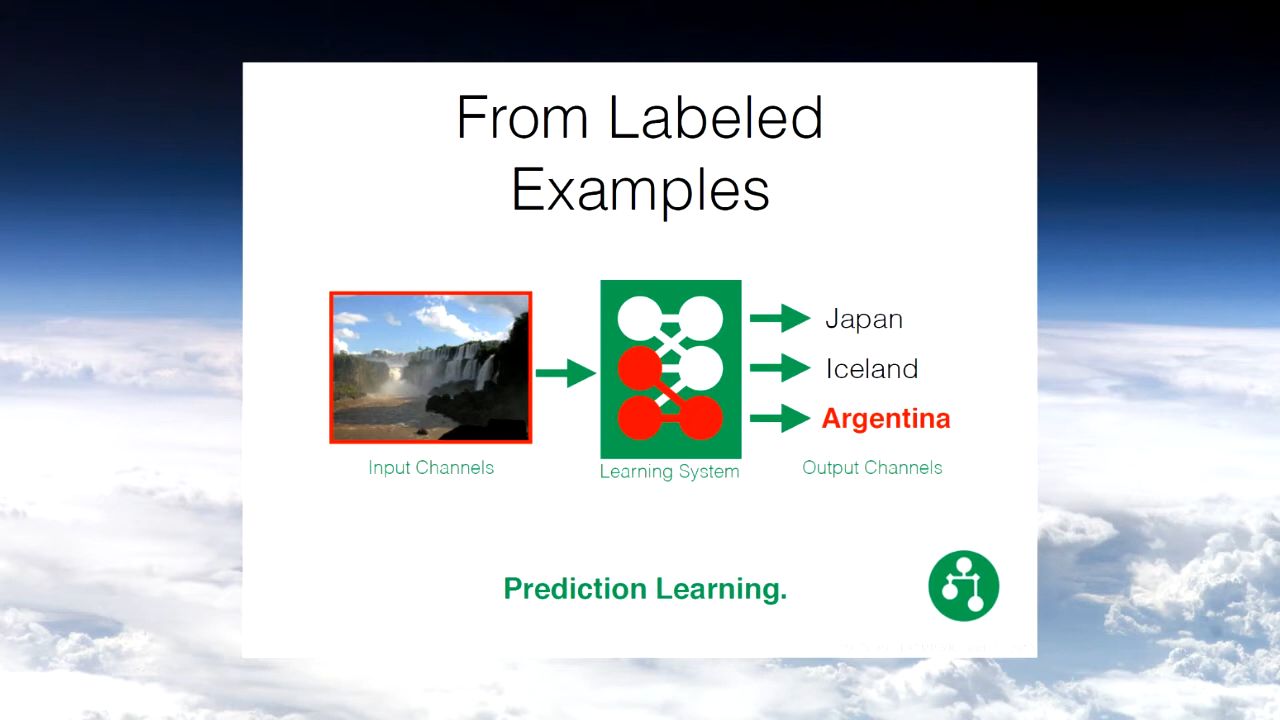 From Labeled
Examples
Japan
Iceland
Argentina
Input Channels
Learning System
Output Channels
Prediction Learning.